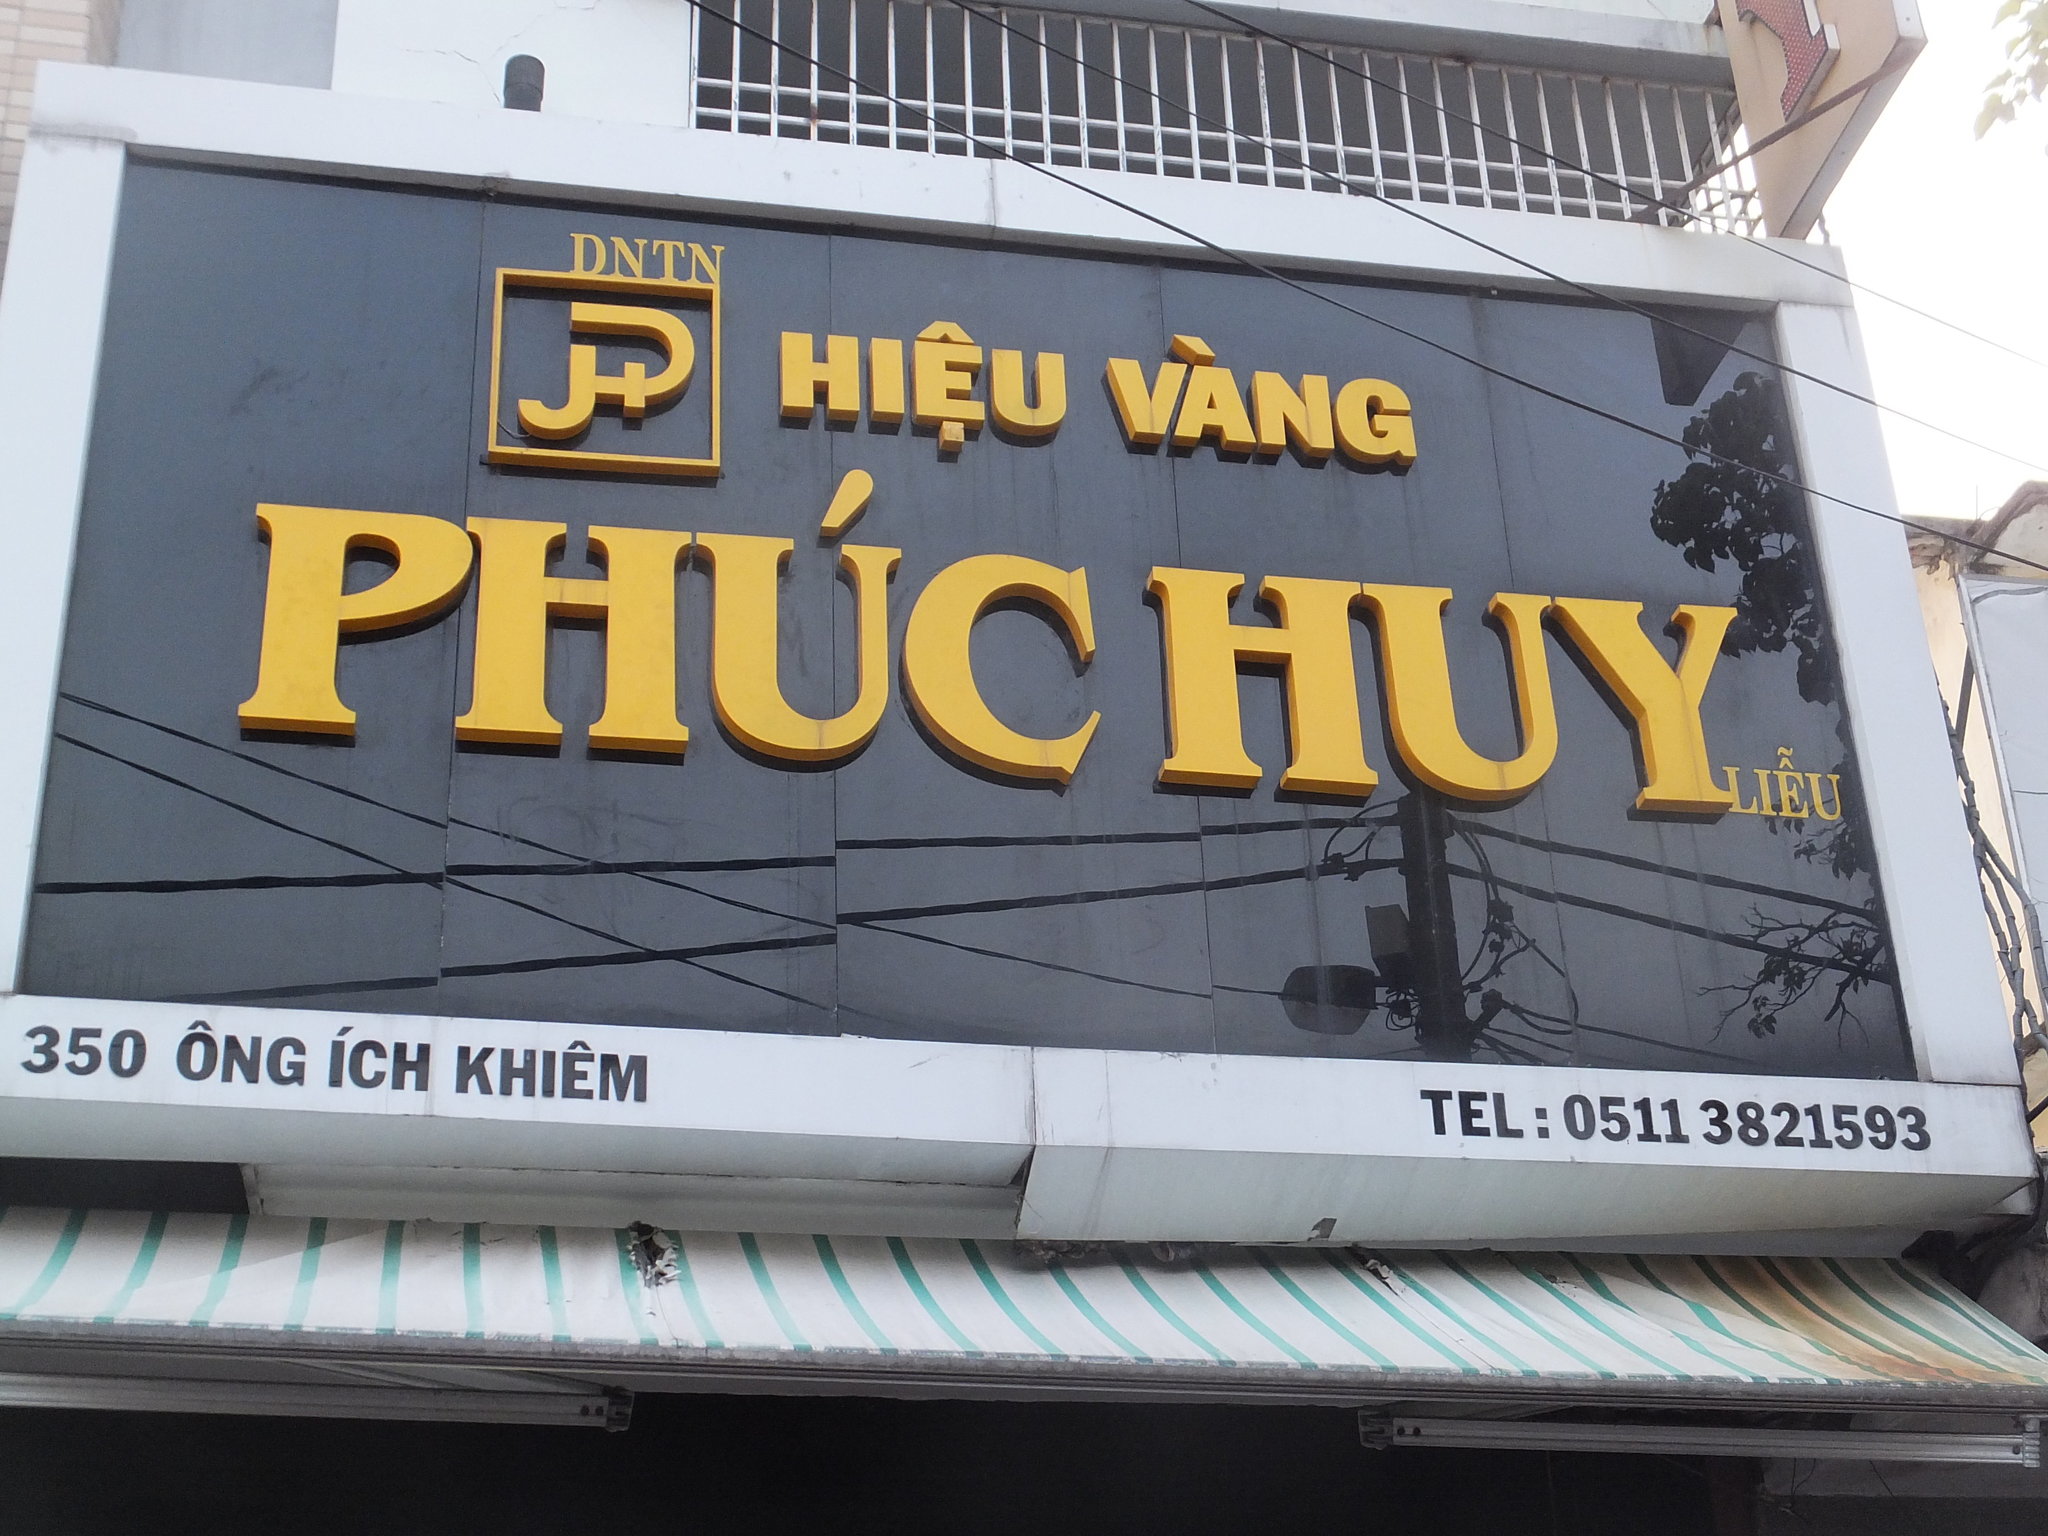 DNTN
HIỆU VÀNG
PHÚC HUY
LIỄU
350 ÔNG ÍCH KHIÊM
TEL : 0511 3821593